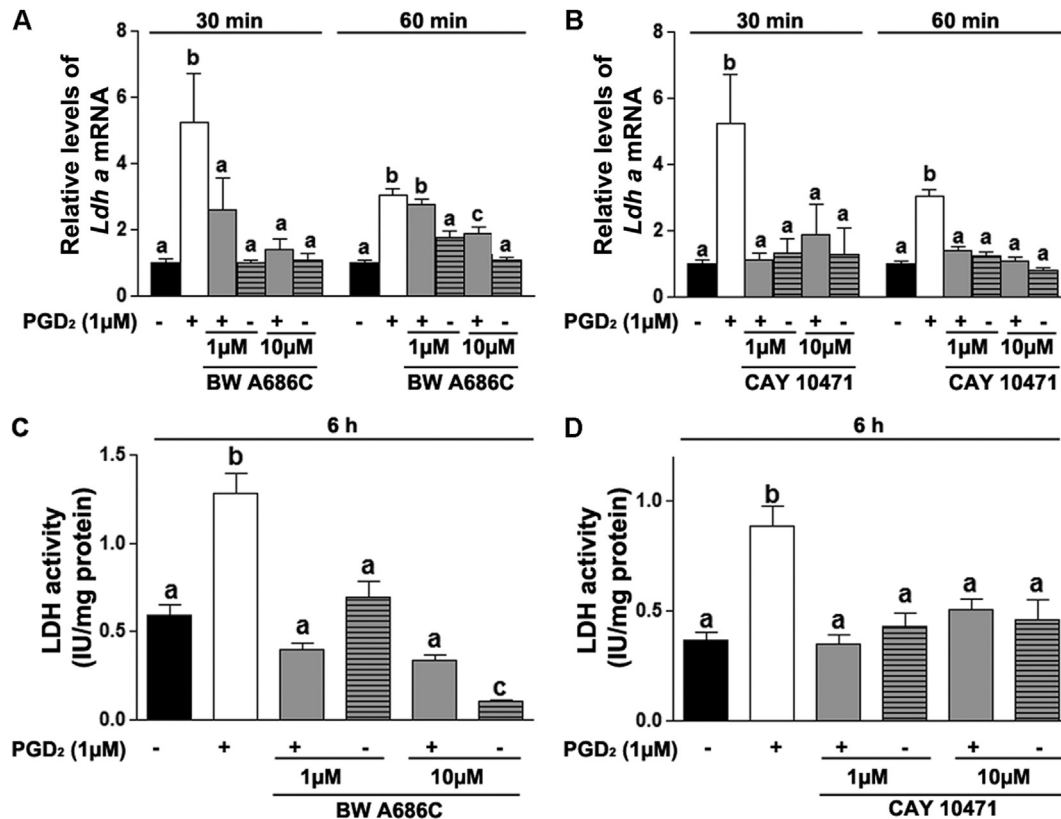 A
30 min
60 min
Relative levels of
Ldh a mRNA
8
6
4
2
0
a
b
a
a
a
a
a
b
b
a
c
a
PGD₂ (1µM)
- + + - + -
- + + - + -
1µM 10µM
1µM 10µM
BW A686C
BW A686C
B
30 min
60 min
Relative levels of
Ldh a mRNA
8
6
4
2
0
a
b
a
a
a
a
a
b
a
a
a
a
PGD₂ (1µM)
- + + - + -
- + + - + -
1µM 10µM
1µM 10µM
CAY 10471
CAY 10471
C
6 h
LDH activity
(IU/mg protein)
1.5
1.0
0.5
0.0
a
b
a
a
a
c
PGD₂ (1µM)
- + + - + -
1µM 10µM
BW A686C
D
6 h
LDH activity
(IU/mg protein)
1.0
0.5
0.0
a
b
a
a
a
a
PGD₂ (1µM)
- + + - + -
1µM 10µM
CAY 10471